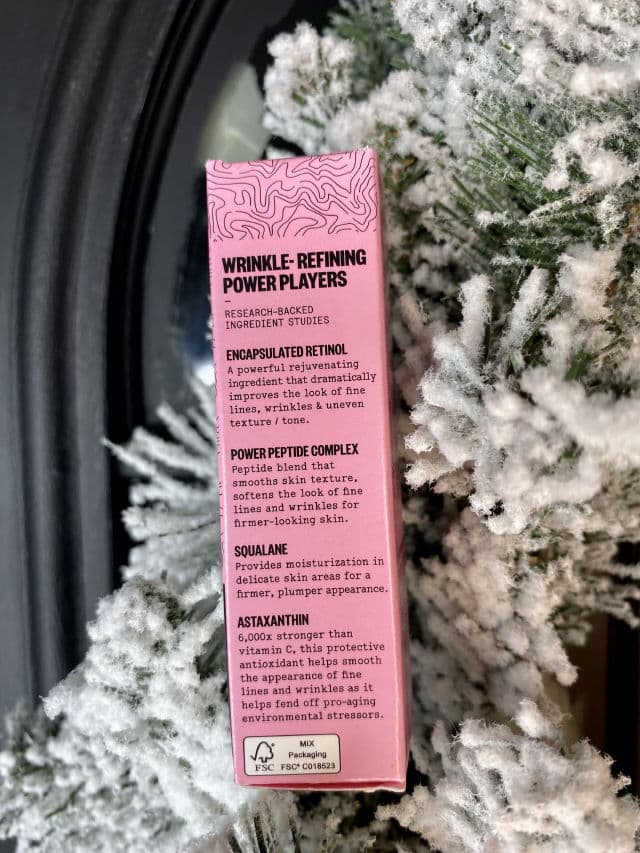 WRINKLE-REFINING
POWER PLAYERS
–
RESEARCH-BACKED
INGREDIENT STUDIES
ENCAPSULATED RETINOL
A powerful rejuvenating
ingredient that dramatically
improves the look of fine
lines, wrinkles & uneven
texture / tone.
POWER PEPTIDE COMPLEX
Peptide blend that
smooths skin texture,
softens the look of fine
lines and wrinkles for
firmer-looking skin.
SQUALANE
Provides moisturization in
delicate skin areas for a
firmer, plumper appearance.
ASTAXANTHIN
6,000x stronger than
vitamin C, this protective
antioxidant helps smooth
the appearance of fine
lines and wrinkles as it
helps fend off pro-aging
environmental stressors.
MIX
Packaging
FSC® C018523
FSC